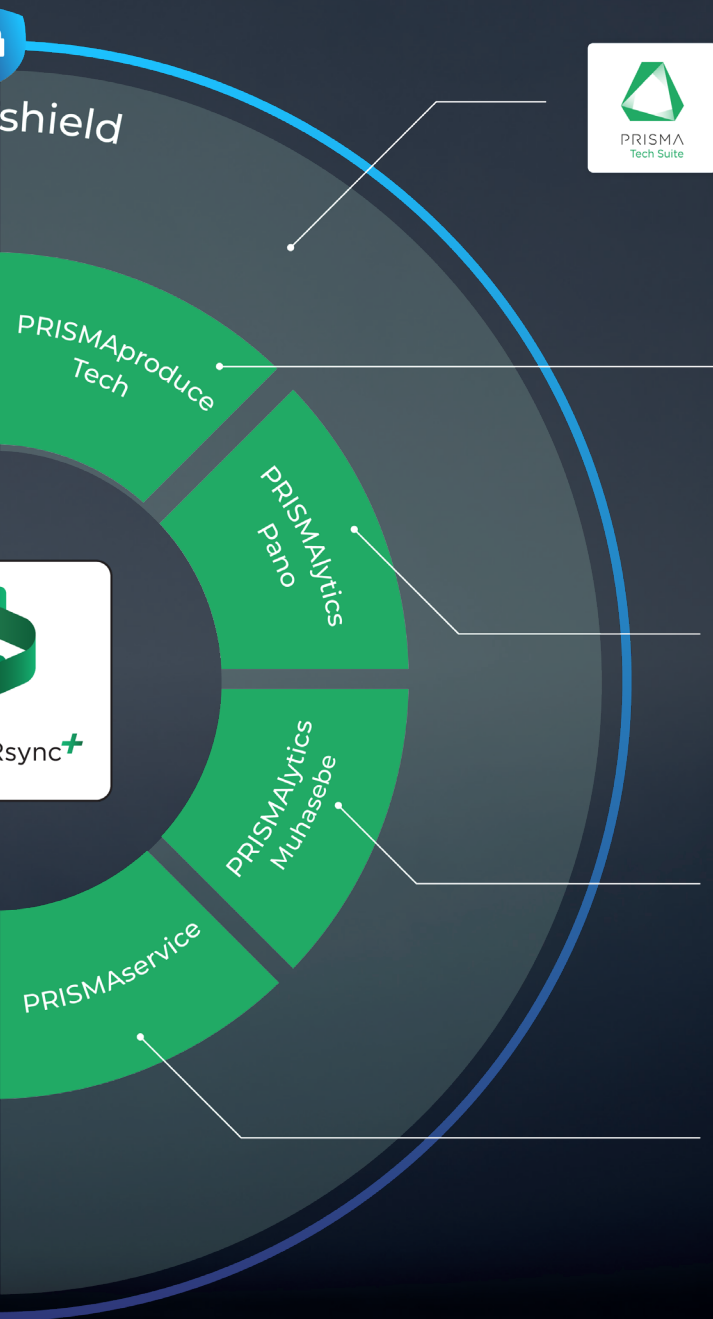 shield
PRISMA
Tech Suite
PRISMAproduce
Tech
PRISMAlytics
Pano
Rsync+
PRISMAlytics
Muhasebe
PRISMAservice